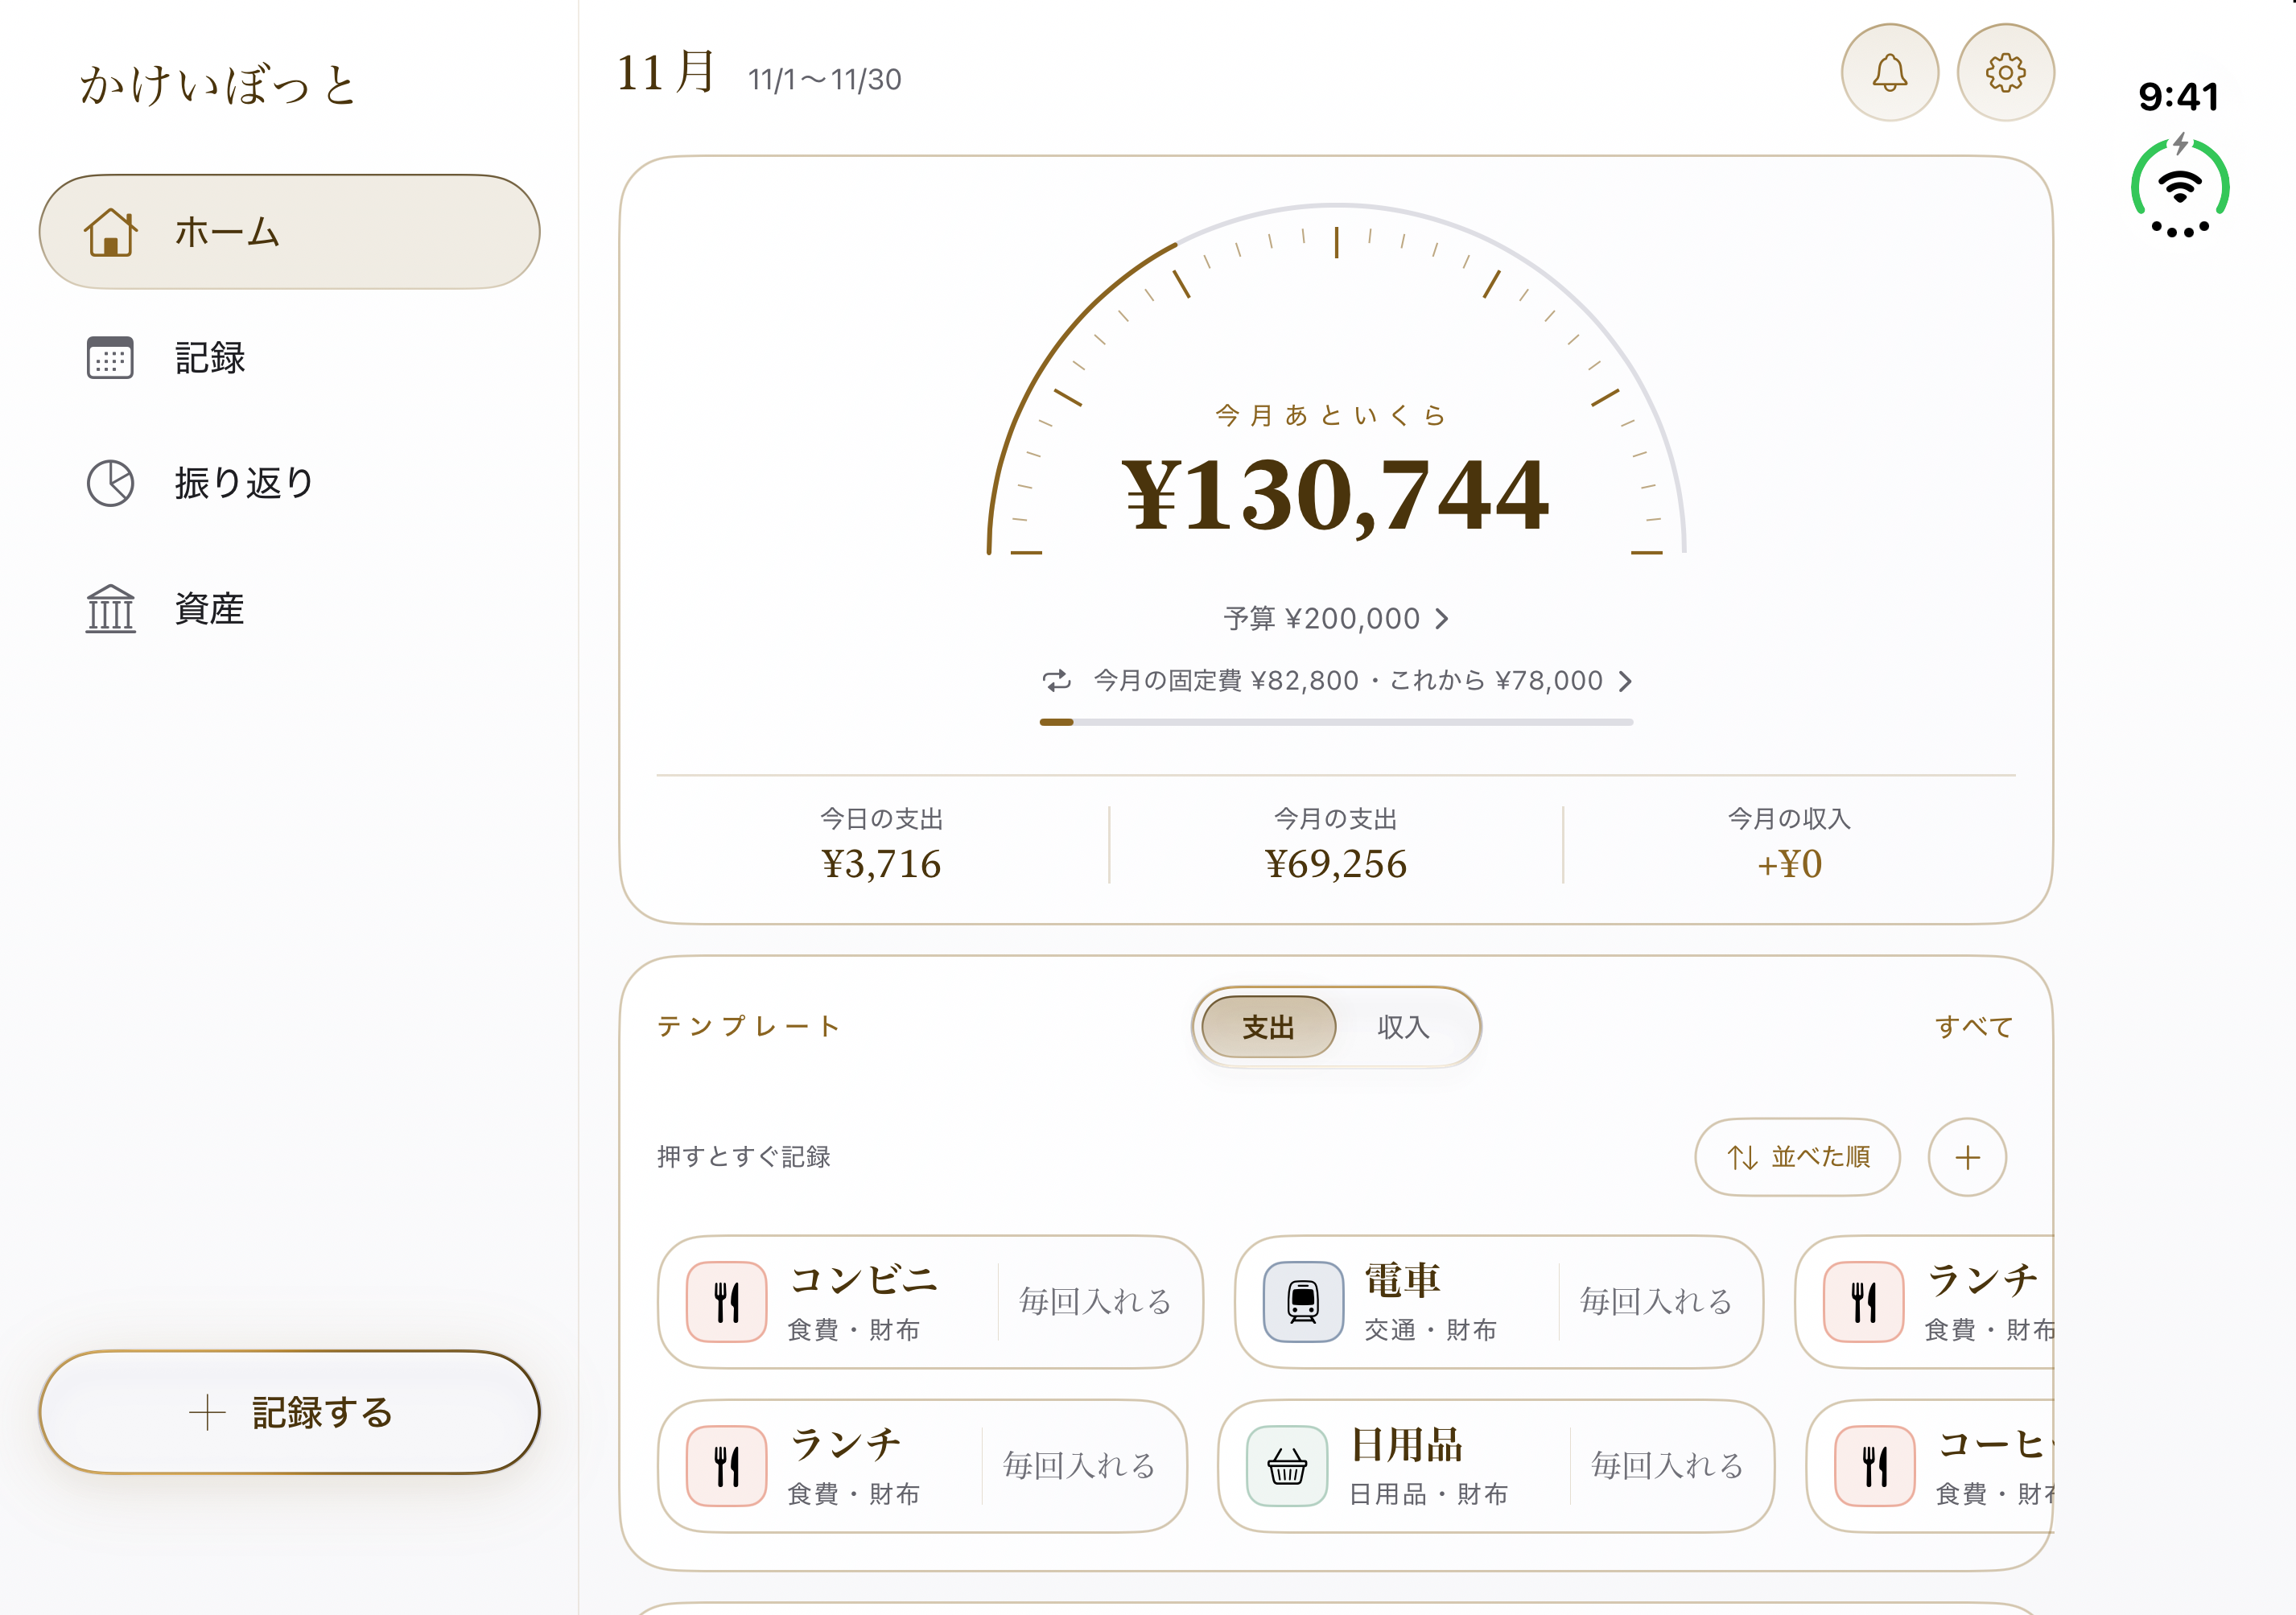 かけいぼっと
ホーム
記録
振り返り
資産
記録する
11月 11/1〜11/30
9:41
今月あといくら
¥130,744
予算 ¥200,000
今月の固定費 ¥82,800・これから ¥78,000
今日の支出
¥3,716
今月の支出
¥69,256
今月の収入
+¥0
テンプレート
支出
収入
すべて
押すとすぐ記録
並べた順
コンビニ
食費・財布
毎回入れる
電車
交通・財布
毎回入れる
ランチ
食費・財布
ランチ
食費・財布
毎回入れる
日用品
日用品・財布
毎回入れる
コーヒ
食費・財